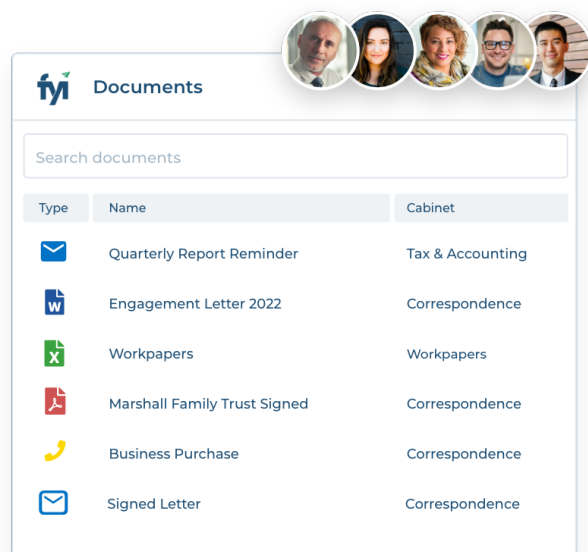 fyi Documents
Search documents
Type Name Cabinet
Quarterly Report Reminder Tax & Accounting
W Engagement Letter 2022 Correspondence
X Workpapers Workpapers
Marshall Family Trust Signed Correspondence
Business Purchase Correspondence
Signed Letter Correspondence